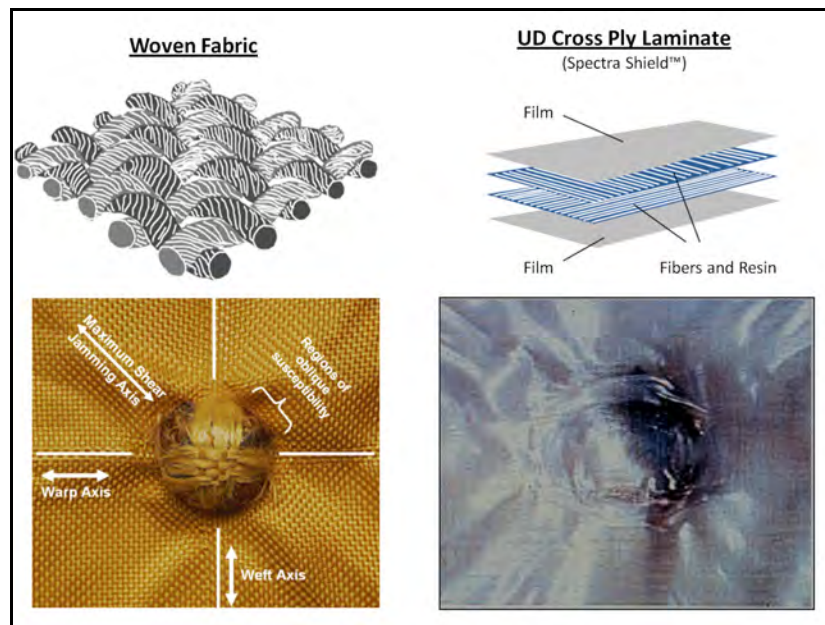 Woven Fabric
UD Cross Ply Laminate
(Spectra Shield™)
Film
Film
Fibers and Resin
Maximum Shear
Jamming Axis
Regions of
oblique
susceptibility
Warp Axis
Weft Axis